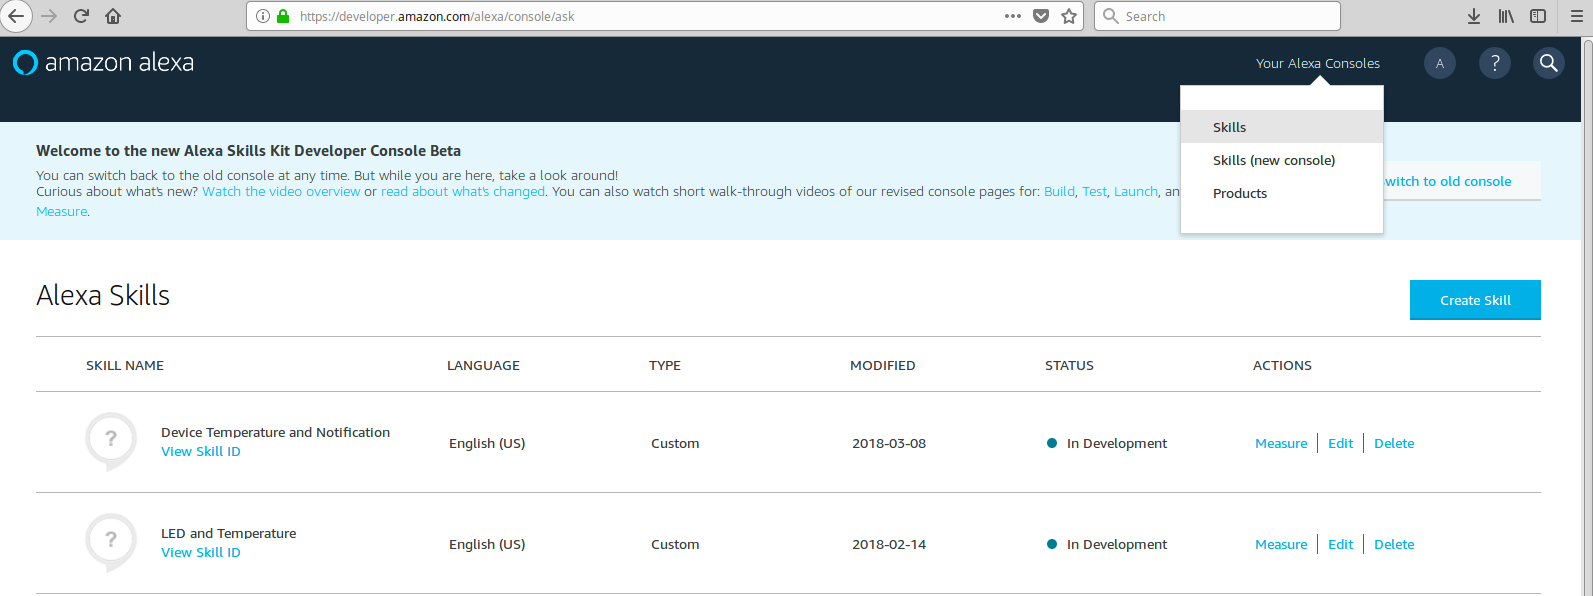 https://developer.amazon.com/alexa/console/ask
Search
amazon alexa
Your Alexa Consoles
A
?
Skills
Skills (new console)
Products
Welcome to the new Alexa Skills Kit Developer Console Beta
You can switch back to the old console at any time. But while you are here, take a look around!
Curious about what's new? Watch the video overview or read about what's changed. You can also watch short walk-through videos of our revised console pages for: Build, Test, Launch, an
Measure.
witch to old console
Alexa Skills
Create Skill
SKILL NAME LANGUAGE TYPE MODIFIED STATUS ACTIONS
?
Device Temperature and Notification
View Skill ID
English (US) Custom 2018-03-08 In Development Measure Edit Delete
?
LED and Temperature
View Skill ID
English (US) Custom 2018-02-14 In Development Measure Edit Delete